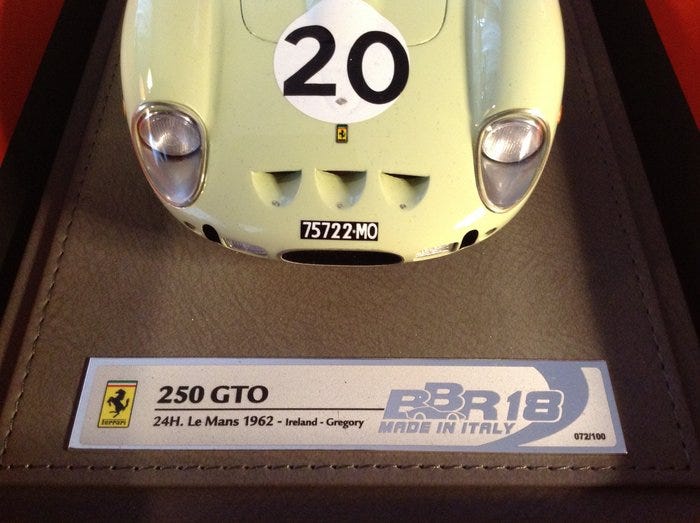 20
75722·MO
Ferrari
250 GTO
24H. Le Mans 1962 - Ireland - Gregory
BBR18
MADE IN ITALY
072/100